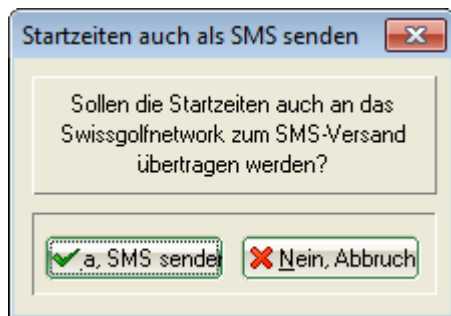 Startzeiten auch als SMS senden
Sollen die Startzeiten auch an das
Swissgolfnetwork zum SMS-Versand
übertragen werden?
a, SMS sende
Nein, Abbruch